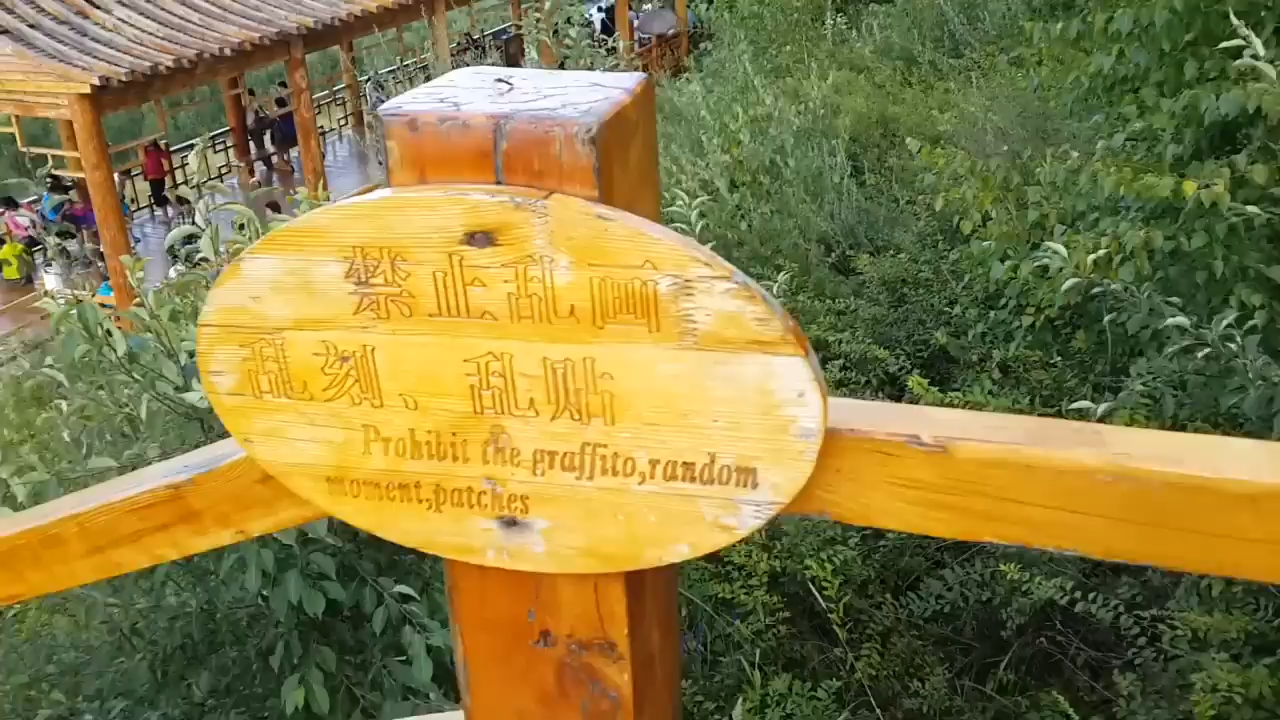 禁止乱画
乱刻、乱贴
Prohibit the graffito,random
moment,patches